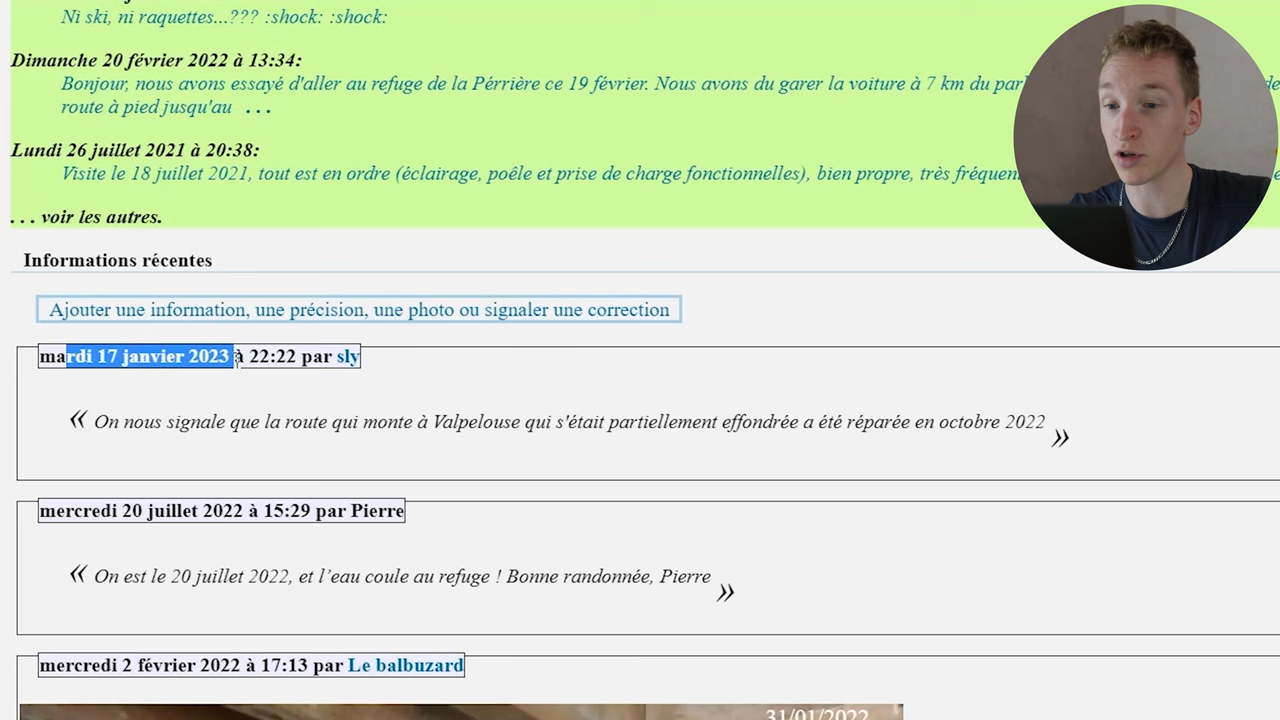 Ni ski, ni raquettes...??? :shock: :shock:
Dimanche 20 février 2022 à 13:34:
Bonjour, nous avons essayé d'aller au refuge de la Pérrière ce 19 février. Nous avons du garer la voiture à 7 km du
route à pied jusqu'au . . .
Lundi 26 juillet 2021 à 20:38:
Visite le 18 juillet 2021, tout est en ordre (éclairage, poêle et prise de charge fonctionnelles), bien propre, très
. . . voir les autres.
Informations récentes
Ajouter une information, une précision, une photo ou signaler une correction
mardi 17 janvier 2023 à 22:22 par sly
« On nous signale que la route qui monte à Valpelouse qui s'était partiellement effondrée a été réparée en octobre 2022 »
mercredi 20 juillet 2022 à 15:29 par Pierre
« On est le 20 juillet 2022, et l’eau coule au refuge ! Bonne randonnée, Pierre »
mercredi 2 février 2022 à 17:13 par Le balbuzard
31/01/2022